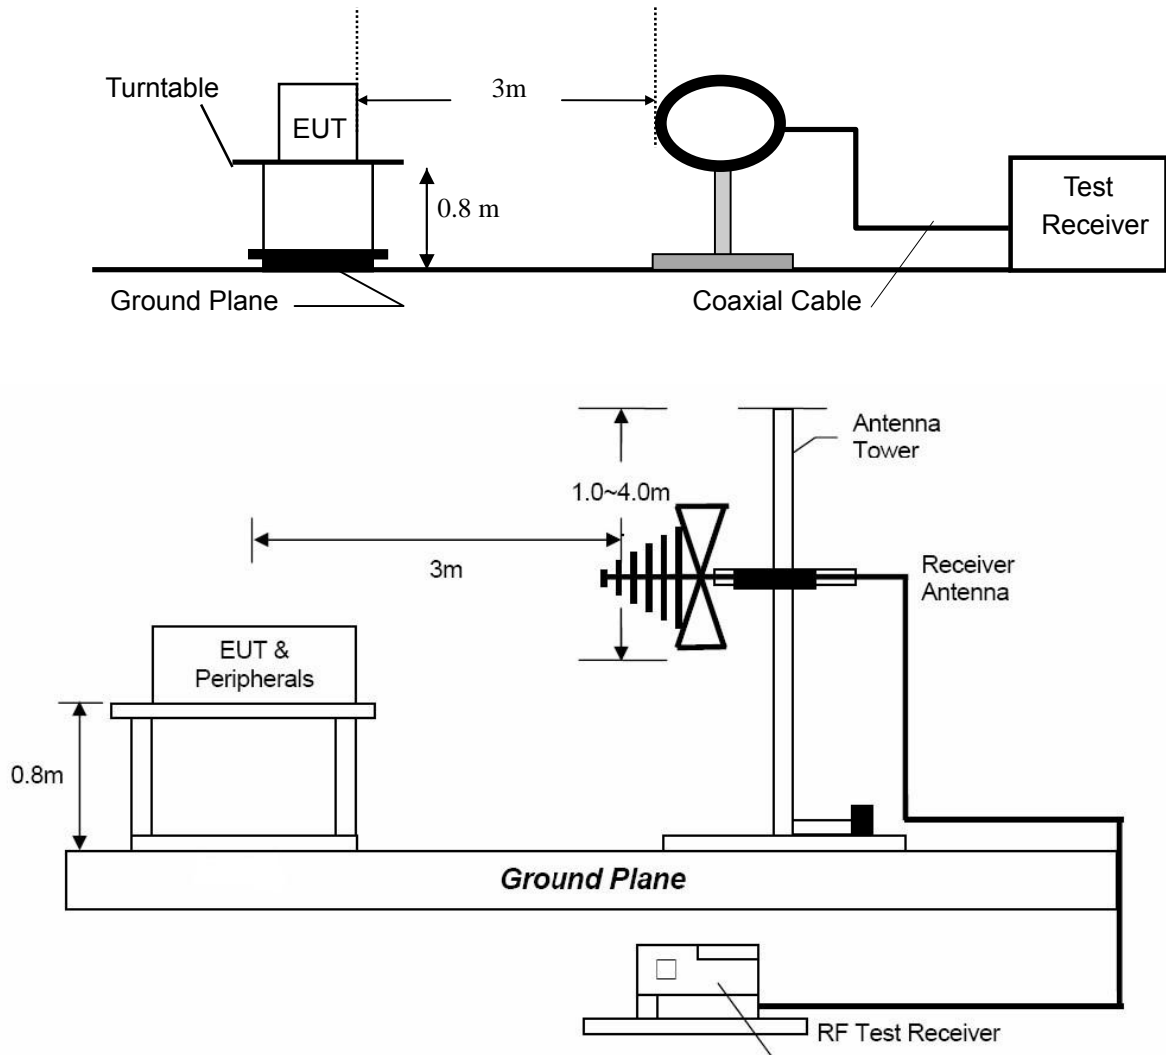 Turntable
EUT
3m
0.8 m
Test
Receiver
Ground Plane
Coaxial Cable
Antenna
Tower
1.0~4.0m
3m
Receiver
Antenna
EUT &
Peripherals
0.8m
Ground Plane
RF Test Receiver